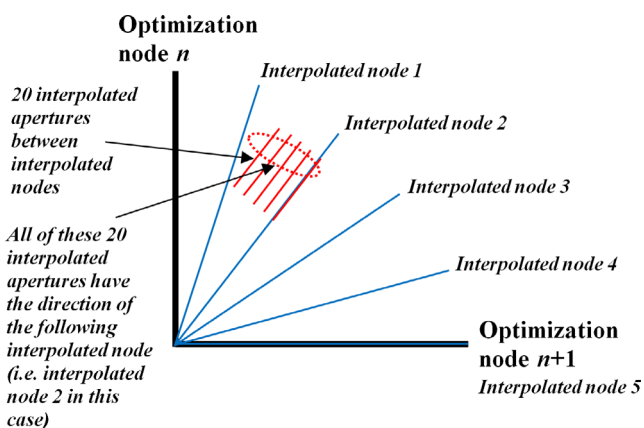 Optimization
node n
Interpolated node 1
20 interpolated
apertures
between
interpolated
nodes
Interpolated node 2
Interpolated node 3
All of these 20
interpolated
apertures have
the direction of
the following
interpolated node
(i.e. interpolated
node 2 in this
case)
Interpolated node 4
Optimization
node n+1
Interpolated node 5